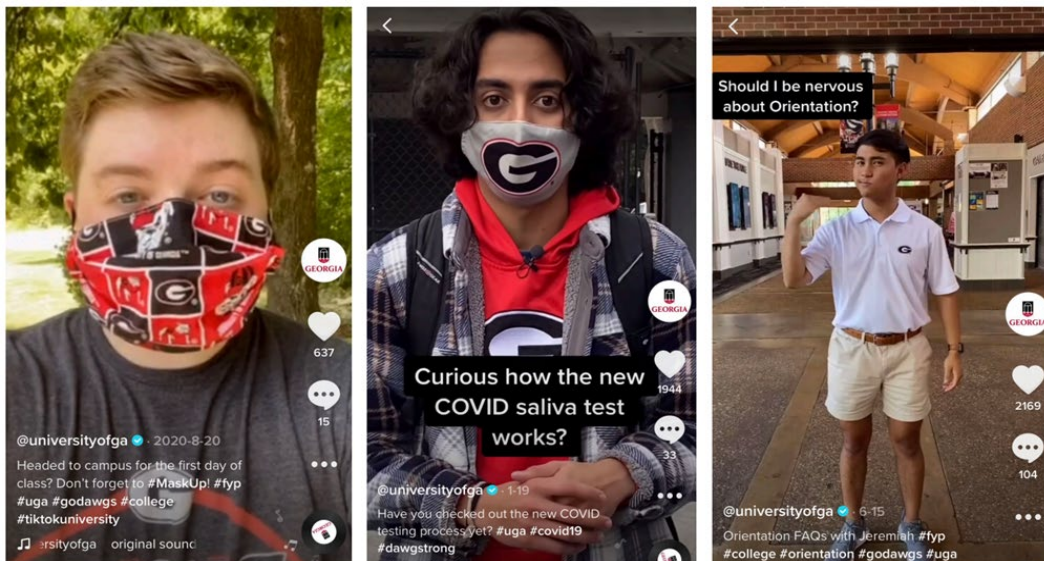 GEORGIA
637
15
@universityofga · 2020-8-20
Headed to campus for the first day of
class? Don't forget to #MaskUp! #fyp
#uga #godawgs #college
#tiktokuniversity
ersityofga original sound
G
GEORGIA
Curious how the new
COVID saliva test
works?
1944
33
@universityofga · 1-19
Have you checked out the new COVID
testing process yet? #uga #covid19
#dawgstrong
Should I be nervous
about Orientation?
G
GEORGIA
2169
104
@universityofga · 6-15
Orientation FAQs with Jeremiah #fyp
#college #orientation #godawgs #uga